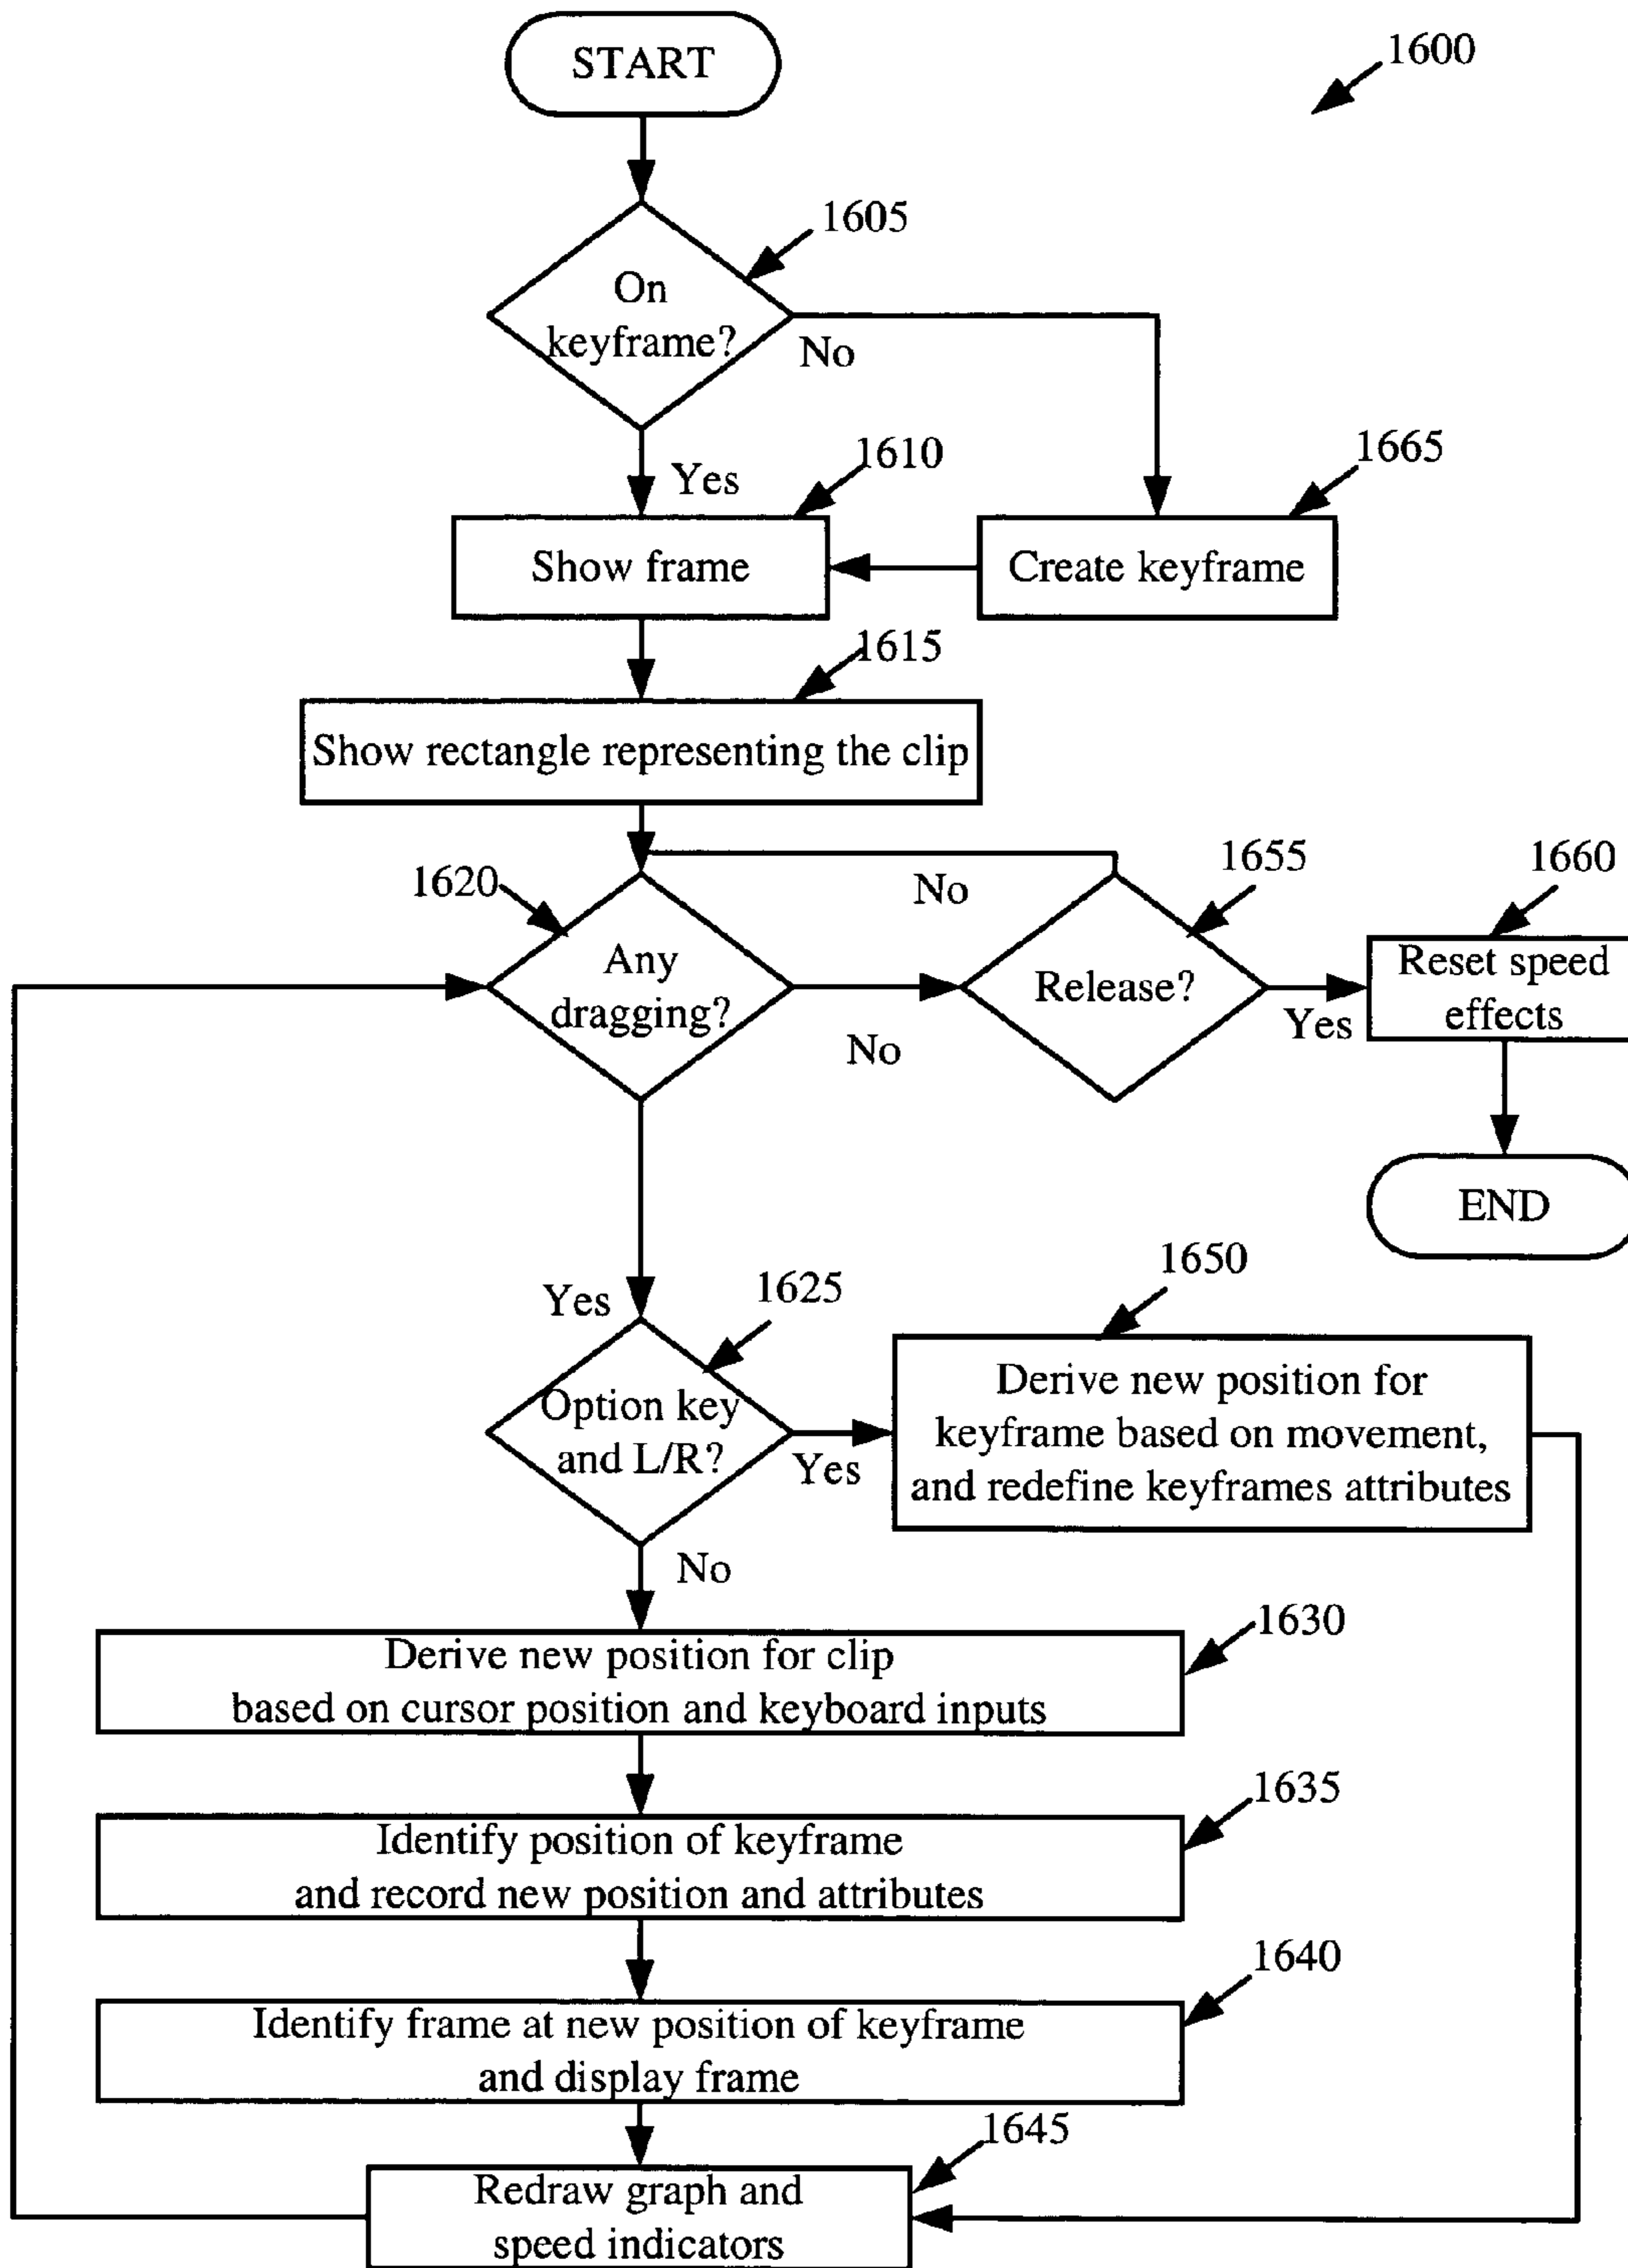 START
1600
1605
On
keyframe?
No
Yes
1610
1665
Show frame
Create keyframe
1615
Show rectangle representing the clip
1620
No
1655
1660
Any
dragging?
No
Release?
Yes
Reset speed
effects
END
Yes
1625
1650
Option key
and L/R?
Yes
Derive new position for
keyframe based on movement,
and redefine keyframes attributes
No
1630
Derive new position for clip
based on cursor position and keyboard inputs
1635
Identify position of keyframe
and record new position and attributes
1640
Identify frame at new position of keyframe
and display frame
1645
Redraw graph and
speed indicators